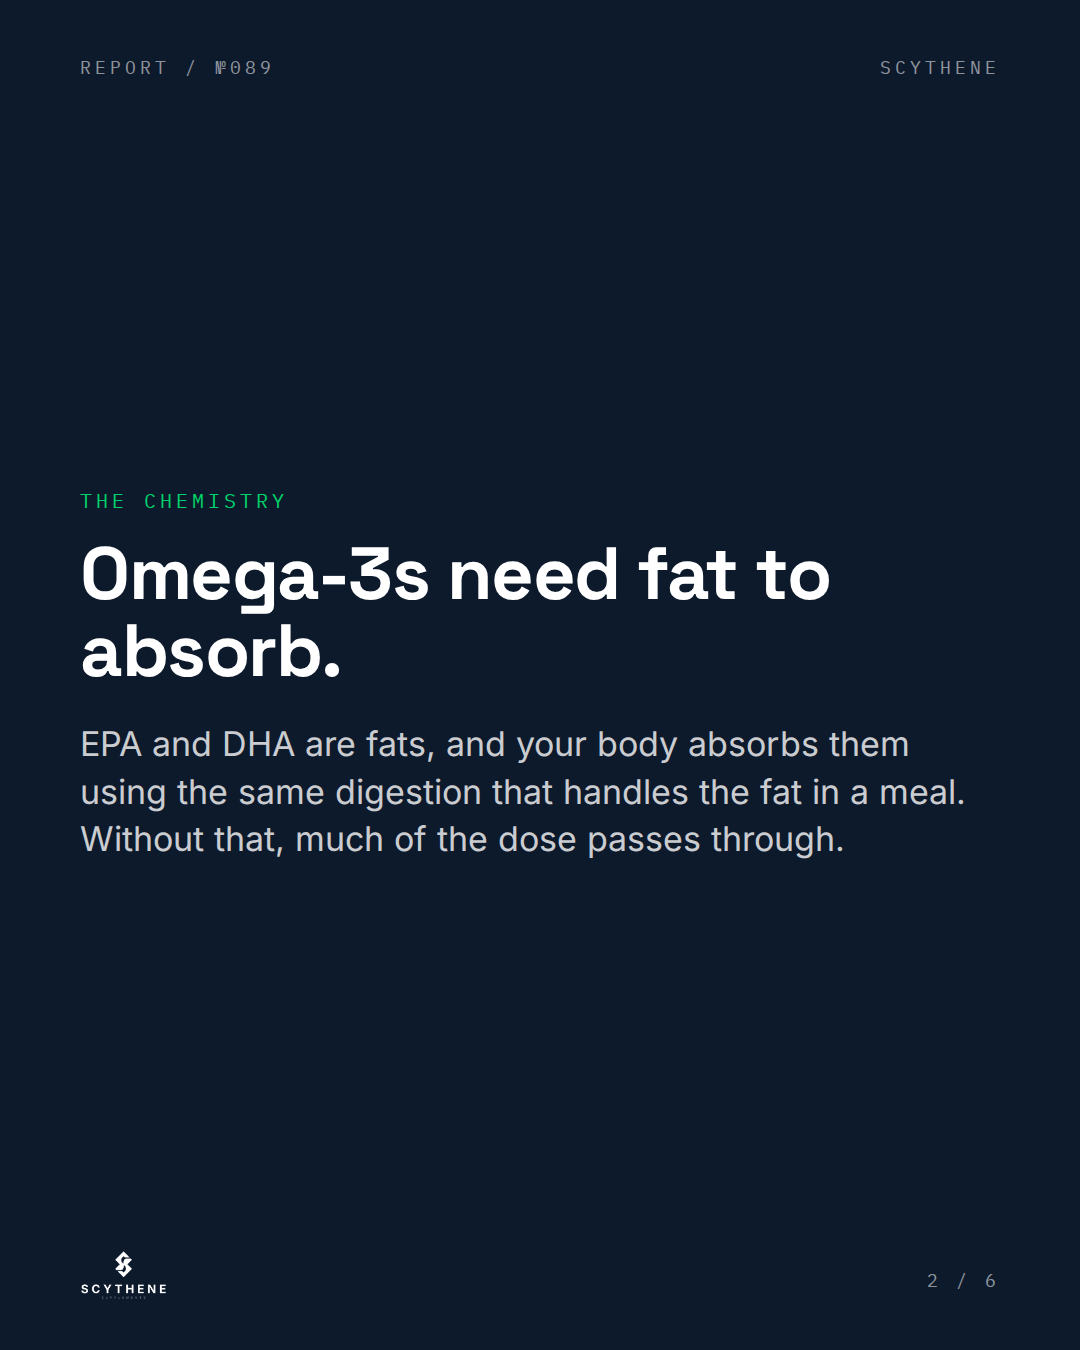 REPORT / №089
SCYTHENE
THE CHEMISTRY
Omega-3s need fat to
absorb.
EPA and DHA are fats, and your body absorbs them
using the same digestion that handles the fat in a meal.
Without that, much of the dose passes through.
SCYTHENE
2 / 6